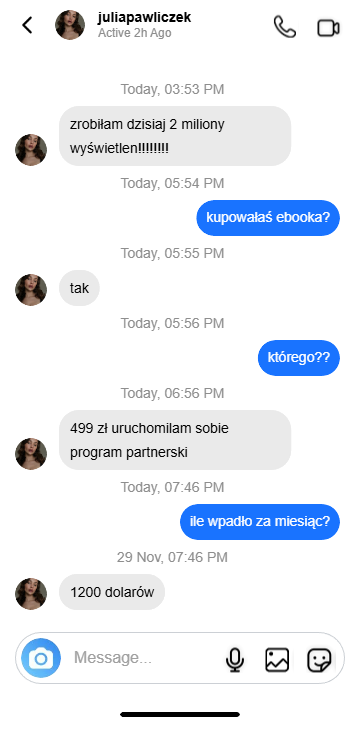 juliapawliczek
Active 2h Ago
Today, 03:53 PM
zrobiłam dzisiaj 2 miliony
wyświetlen!!!!!!!!
Today, 05:54 PM
kupowałaś ebooka?
Today, 05:55 PM
tak
Today, 05:56 PM
którego??
Today, 06:56 PM
499 zł uruchomilam sobie
program partnerski
Today, 07:46 PM
ile wpadło za miesiąc?
29 Nov, 07:46 PM
1200 dolarów
Message...